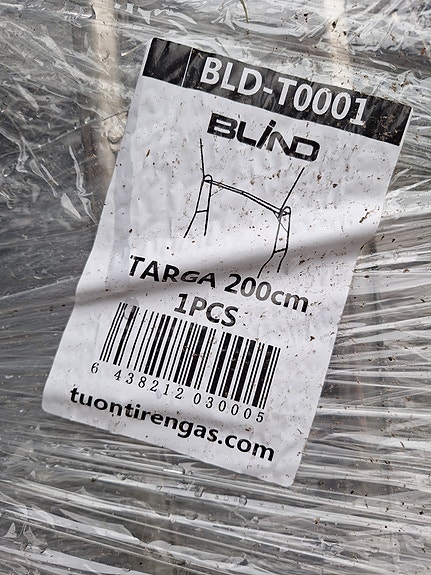 BLD-T0001
BLIND
TARGA 200cm
1PCS
6 438212 030005
tuontirengas.com